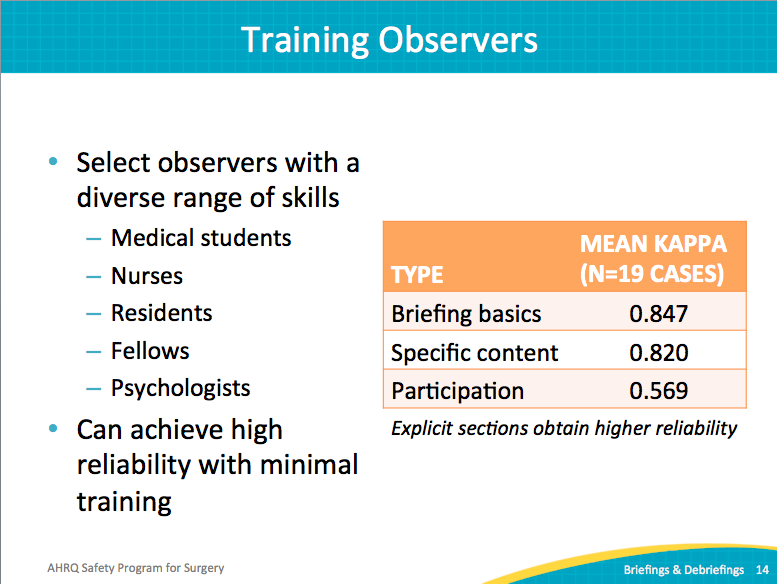 Training Observers
• Select observers with a
diverse range of skills
– Medical students
– Nurses
– Residents
– Fellows
– Psychologists
• Can achieve high
reliability with minimal
training
TYPE MEAN KAPPA
(N=19 CASES)
Briefing basics 0.847
Specific content 0.820
Participation 0.569
Explicit sections obtain higher reliability
AHRQ Safety Program for Surgery
Briefings & Debriefings 14